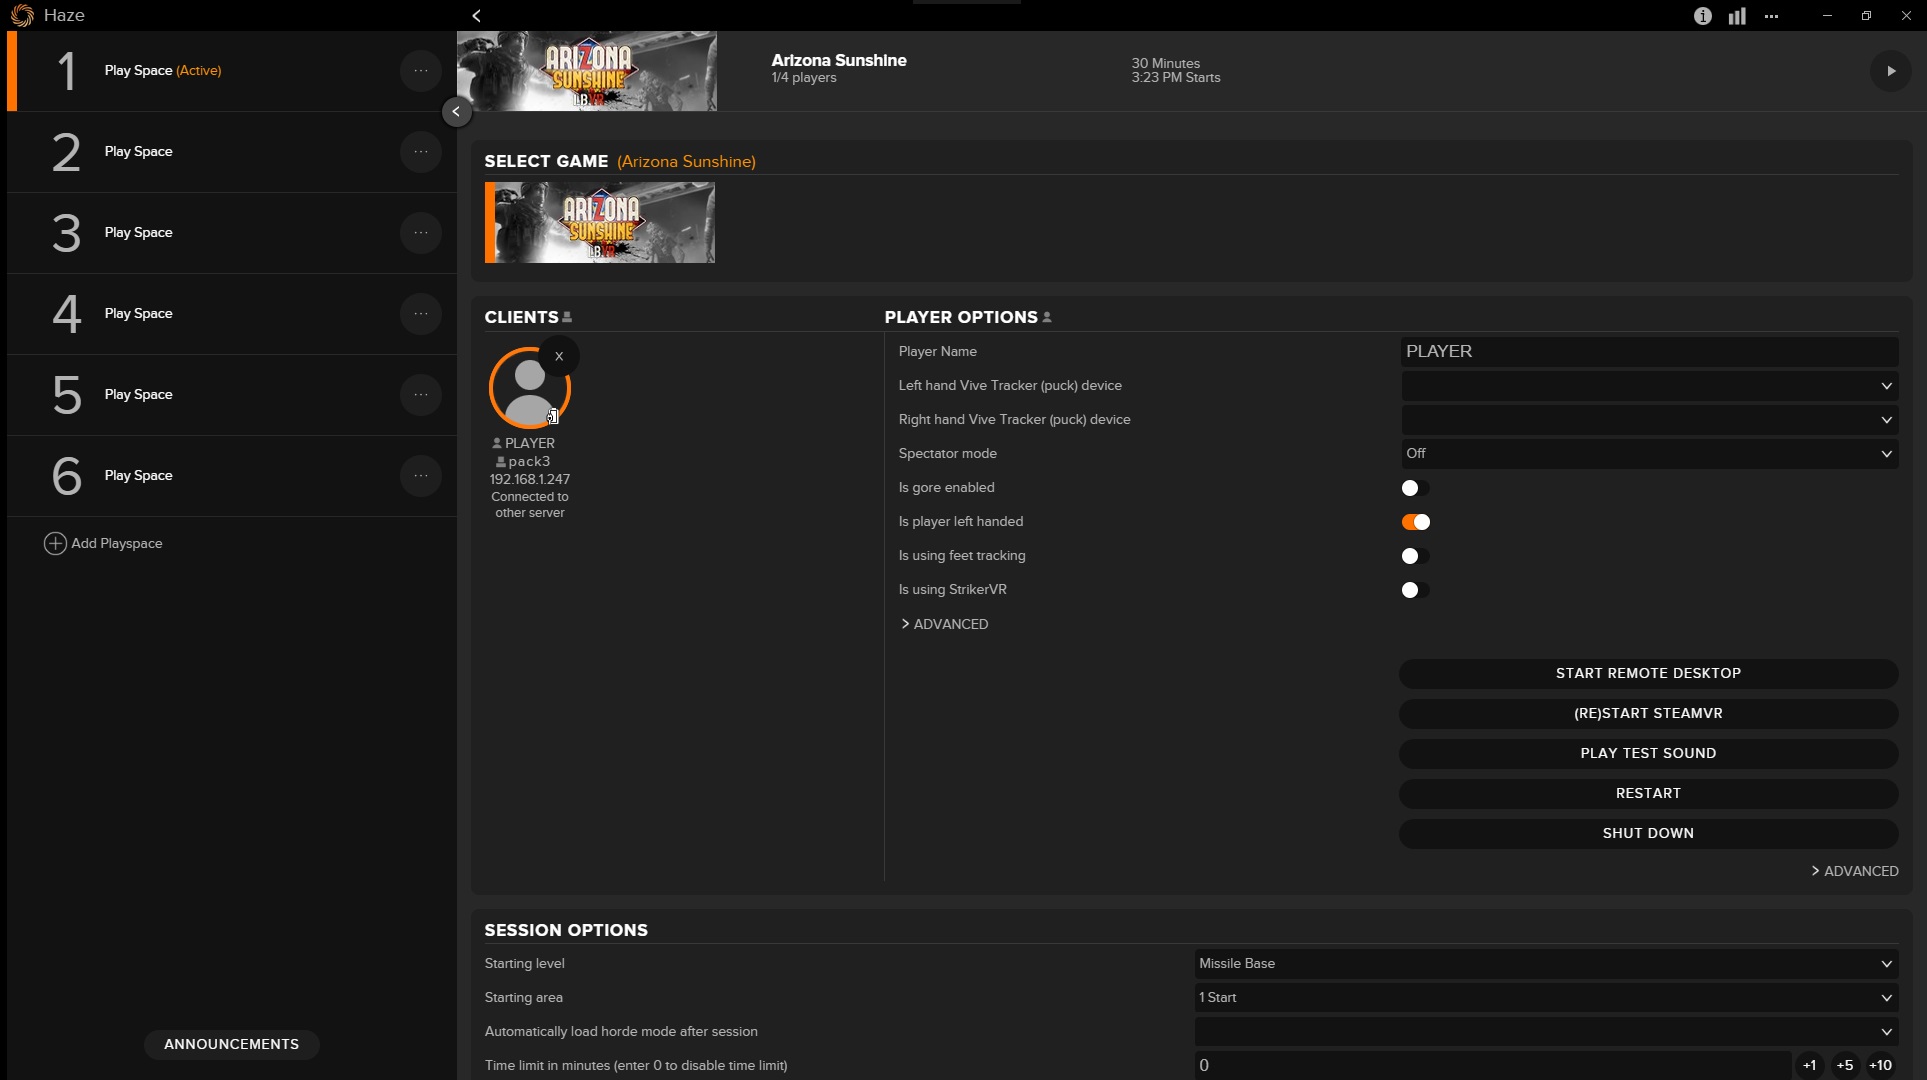 Haze
1 Play Space (Active)
2 Play Space
3 Play Space
4 Play Space
5 Play Space
6 Play Space
Add Playspace
ANNOUNCEMENTS
ARIZONA
SUNSHINE
LBVR
Arizona Sunshine
1/4 players
30 Minutes
3:23 PM Starts
SELECT GAME (Arizona Sunshine)
ARIZONA
SUNSHINE
LBVR
CLIENTS
X
PLAYER
pack3
192.168.1.247
Connected to
other server
PLAYER OPTIONS
Player Name PLAYER
Left hand Vive Tracker (puck) device
Right hand Vive Tracker (puck) device
Spectator mode Off
Is gore enabled
Is player left handed
Is using feet tracking
Is using StrikerVR
> ADVANCED
START REMOTE DESKTOP
(RE)START STEAMVR
PLAY TEST SOUND
RESTART
SHUT DOWN
> ADVANCED
SESSION OPTIONS
Starting level Missile Base
Starting area 1 Start
Automatically load horde mode after session
Time limit in minutes (enter 0 to disable time limit) 0 +1 +5 +10